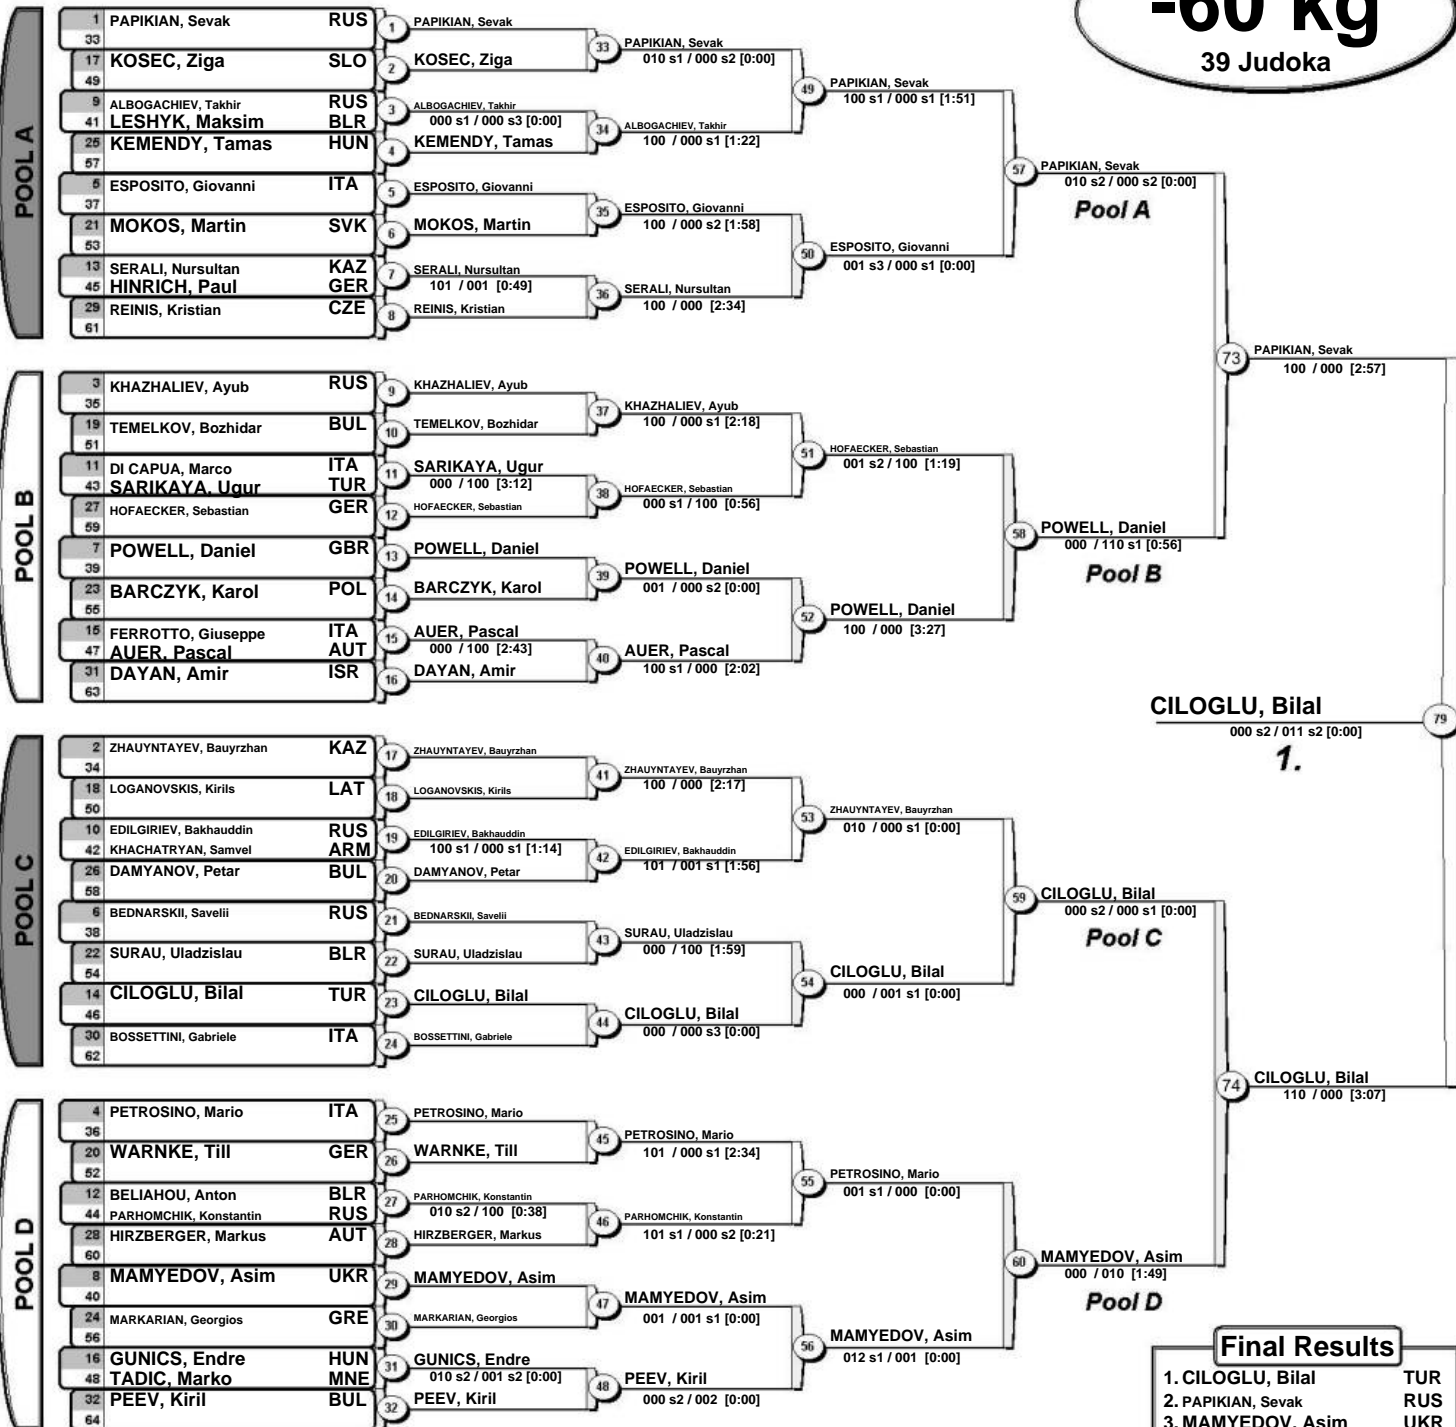 -60 kg
39 Judoka
POOL A
1 PAPIKIAN, Sevak RUS
33
17 KOSEC, Ziga SLO
49
9 ALBOGACHIEV, Takhir RUS
41 LESHYK, Maksim BLR
25 KEMENDY, Tamas HUN
57
5 ESPOSITO, Giovanni ITA
37
21 MOKOS, Martin SVK
53
13 SERALI, Nursultan KAZ
45 HINRICH, Paul GER
29 REINIS, Kristian CZE
61
1 PAPIKIAN, Sevak
2 KOSEC, Ziga
3 ALBOGACHIEV, Takhir
000 s1 / 000 s3 [0:00]
4 KEMENDY, Tamas
5 ESPOSITO, Giovanni
6 MOKOS, Martin
7 SERALI, Nursultan
101 / 001 [0:49]
8 REINIS, Kristian
33 PAPIKIAN, Sevak
010 s1 / 000 s2 [0:00]
34 ALBOGACHIEV, Takhir
100 / 000 s1 [1:22]
35 ESPOSITO, Giovanni
100 / 000 s2 [1:58]
36 SERALI, Nursultan
100 / 000 [2:34]
49 PAPIKIAN, Sevak
100 s1 / 000 s1 [1:51]
50 ESPOSITO, Giovanni
001 s3 / 000 s1 [0:00]
57 PAPIKIAN, Sevak
010 s2 / 000 s2 [0:00]
Pool A
POOL B
3 KHAZHALIEV, Ayub RUS
35
19 TEMELKOV, Bozhidar BUL
51
11 DI CAPUA, Marco ITA
43 SARIKAYA, Ugur TUR
27 HOFAECKER, Sebastian GER
59
7 POWELL, Daniel GBR
39
23 BARCZYK, Karol POL
55
15 FERROTTO, Giuseppe ITA
47 AUER, Pascal AUT
31 DAYAN, Amir ISR
63
9 KHAZHALIEV, Ayub
10 TEMELKOV, Bozhidar
11 SARIKAYA, Ugur
000 / 100 [3:12]
12 HOFAECKER, Sebastian
13 POWELL, Daniel
14 BARCZYK, Karol
15 AUER, Pascal
000 / 100 [2:43]
16 DAYAN, Amir
37 KHAZHALIEV, Ayub
100 / 000 s1 [2:18]
38 HOFAECKER, Sebastian
000 s1 / 100 [0:56]
39 POWELL, Daniel
001 / 000 s2 [0:00]
40 AUER, Pascal
100 s1 / 000 [2:02]
51 HOFAECKER, Sebastian
001 s2 / 100 [1:19]
52 POWELL, Daniel
100 / 000 [3:27]
58 POWELL, Daniel
000 / 110 s1 [0:56]
Pool B
73 PAPIKIAN, Sevak
100 / 000 [2:57]
CILOGLU, Bilal 79
000 s2 / 011 s2 [0:00]
1.
POOL C
2 ZHAUYNTAYEV, Bauyrzhan KAZ
34
18 LOGANOVSKIS, Kirils LAT
50
10 EDILGIRIEV, Bakhauddin RUS
42 KHACHATRYAN, Samvel ARM
26 DAMYANOV, Petar BUL
58
6 BEDNARSKII, Savelii RUS
38
22 SURAU, Uladzislau BLR
54
14 CILOGLU, Bilal TUR
46
30 BOSSETTINI, Gabriele ITA
62
17 ZHAUYNTAYEV, Bauyrzhan
18 LOGANOVSKIS, Kirils
19 EDILGIRIEV, Bakhauddin
100 s1 / 000 s1 [1:14]
20 DAMYANOV, Petar
21 BEDNARSKII, Savelii
22 SURAU, Uladzislau
23 CILOGLU, Bilal
24 BOSSETTINI, Gabriele
41 ZHAUYNTAYEV, Bauyrzhan
100 / 000 [2:17]
42 EDILGIRIEV, Bakhauddin
101 / 001 s1 [1:56]
43 SURAU, Uladzislau
000 / 100 [1:59]
44 CILOGLU, Bilal
000 / 000 s3 [0:00]
53 ZHAUYNTAYEV, Bauyrzhan
010 / 000 s1 [0:00]
54 CILOGLU, Bilal
000 / 001 s1 [0:00]
59 CILOGLU, Bilal
000 s2 / 000 s1 [0:00]
Pool C
74 CILOGLU, Bilal
110 / 000 [3:07]
POOL D
4 PETROSINO, Mario ITA
36
20 WARNKE, Till GER
52
12 BELIAHOU, Anton BLR
44 PARHOMCHIK, Konstantin RUS
28 HIRZBERGER, Markus AUT
60
8 MAMYEDOV, Asim UKR
40
24 MARKARIAN, Georgios GRE
56
16 GUNICS, Endre HUN
48 TADIC, Marko MNE
32 PEEV, Kiril BUL
64
25 PETROSINO, Mario
26 WARNKE, Till
27 PARHOMCHIK, Konstantin
010 s2 / 100 [0:38]
28 HIRZBERGER, Markus
29 MAMYEDOV, Asim
30 MARKARIAN, Georgios
31 GUNICS, Endre
010 s2 / 001 s2 [0:00]
32 PEEV, Kiril
45 PETROSINO, Mario
101 / 000 s1 [2:34]
46 PARHOMCHIK, Konstantin
101 s1 / 000 s2 [0:21]
47 MAMYEDOV, Asim
001 / 001 s1 [0:00]
48 PEEV, Kiril
000 s2 / 002 [0:00]
55 PETROSINO, Mario
001 s1 / 000 [0:00]
56 MAMYEDOV, Asim
012 s1 / 001 [0:00]
60 MAMYEDOV, Asim
000 / 010 [1:49]
Pool D
Final Results
1. CILOGLU, Bilal TUR
2. PAPIKIAN, Sevak RUS
3. MAMYEDOV, Asim UKR